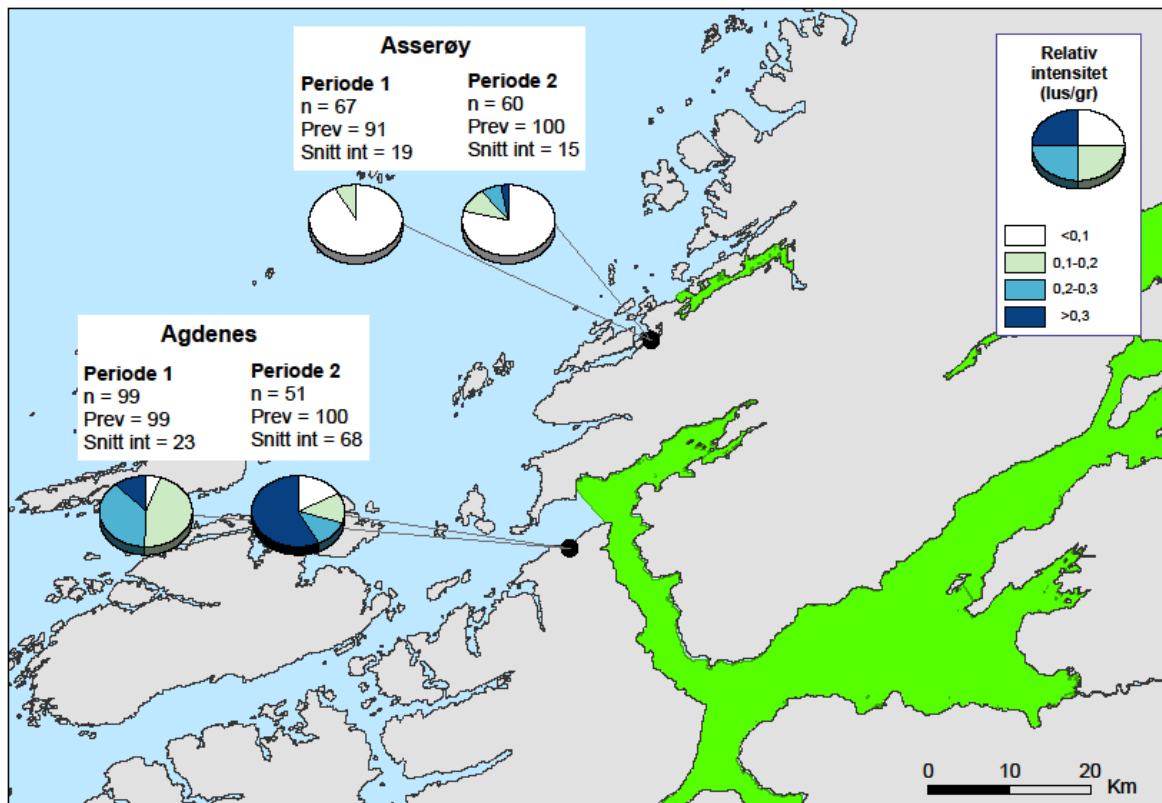 Asserøy
Periode 1
n = 67
Prev = 91
Snitt int = 19
Periode 2
n = 60
Prev = 100
Snitt int = 15
Relativ
intensitet
(lus/gr)
<0,1
0,1-0,2
0,2-0,3
>0,3
Agdenes
Periode 1
n = 99
Prev = 99
Snitt int = 23
Periode 2
n = 51
Prev = 100
Snitt int = 68
0 10 20
Km